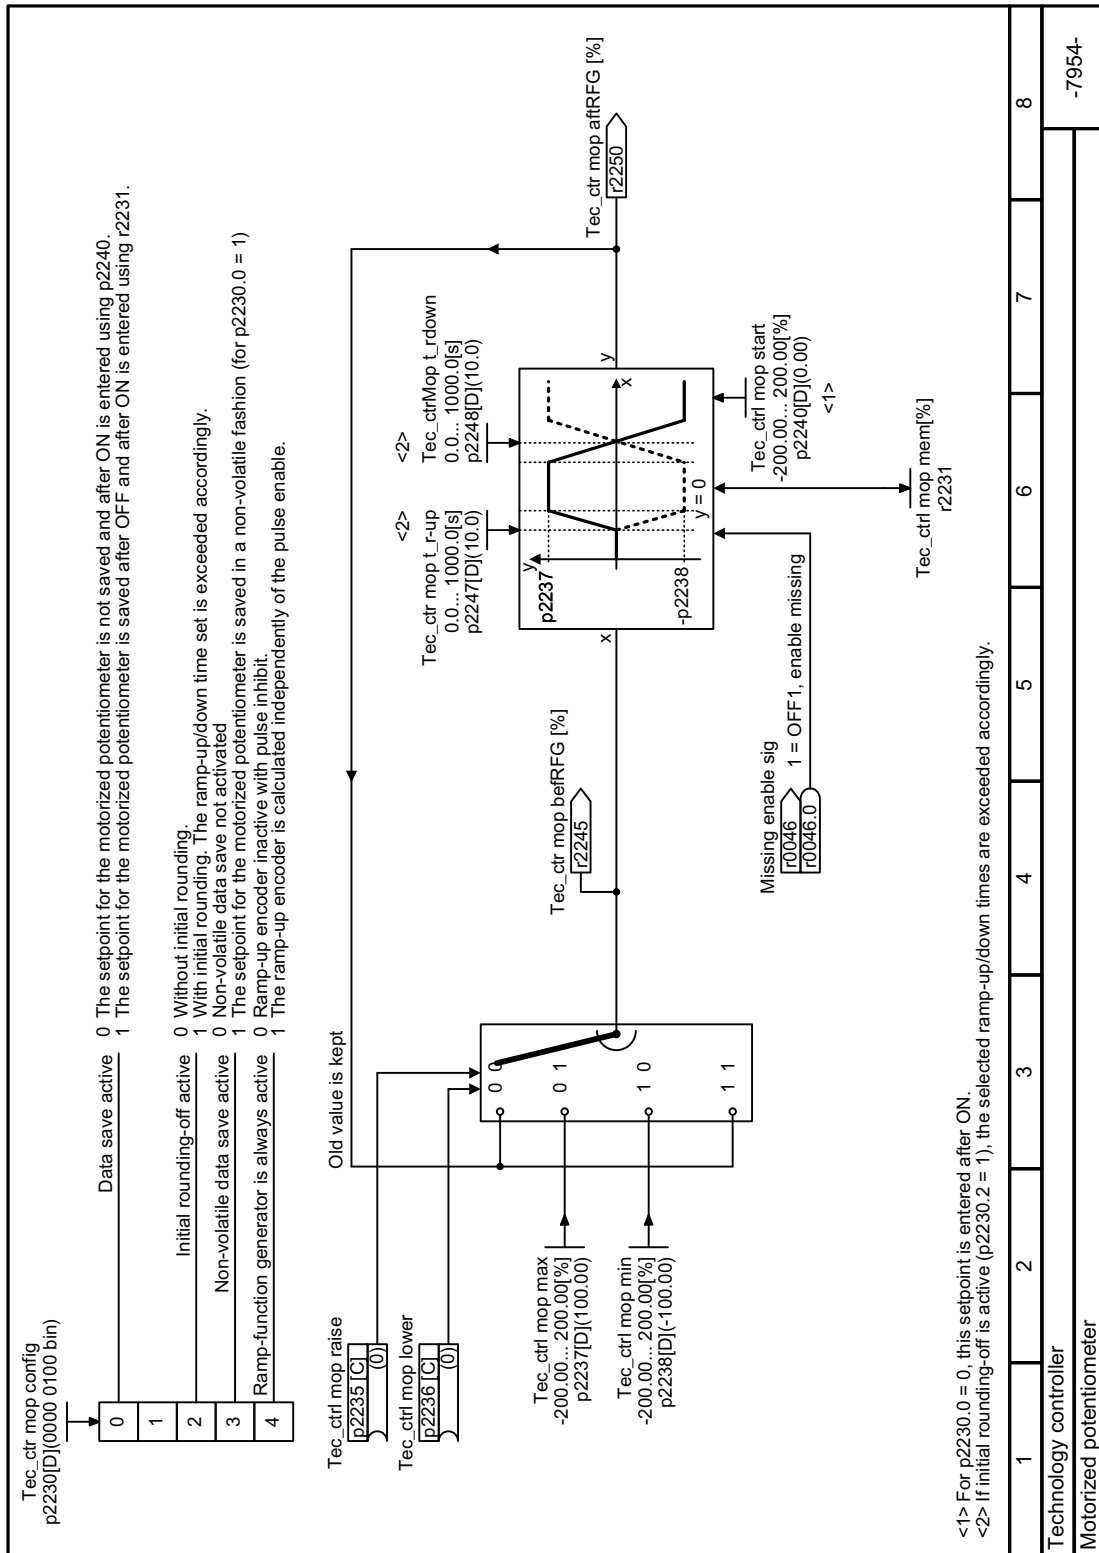 Tec_ctr mop config
p2230[D](0000 0100 bin)
0
1
2
3
4
Data save active
0 The setpoint for the motorized potentiometer is not saved and after ON is entered using p2240.
1 The setpoint for the motorized potentiometer is saved after OFF and after ON is entered using r2231.
Initial rounding-off active
0 Without initial rounding.
1 With initial rounding. The ramp-up/down time set is exceeded accordingly.
Non-volatile data save active
0 Non-volatile data save not activated
1 The setpoint for the motorized potentiometer is saved in a non-volatile fashion (for p2230.0 = 1)
Ramp-function generator is always active
0 Ramp-up encoder inactive with pulse inhibit.
1 The ramp-up encoder is calculated independently of the pulse enable.
Tec_ctrl mop raise
p2235 [C]
(0)
Tec_ctrl mop lower
p2236 [C]
(0)
Old value is kept
Tec_ctrl mop max
-200.00... 200.00[%]
p2237[D](100.00)
Tec_ctrl mop min
-200.00... 200.00[%]
p2238[D](-100.00)
0 0
0 1
1 0
1 1
Tec_ctr mop befRFG [%]
r2245
Missing enable sig
r0046
r0046.0
1 = OFF1, enable missing
<2>
Tec_ctr mop t_r-up
0.0... 1000.0[s]
p2247[D](10.0)
<2>
Tec_ctrMop t_rdown
0.0... 1000.0[s]
p2248[D](10.0)
x
y
p2237
-p2238
y = 0
x
y
Tec_ctrl mop start
-200.00... 200.00[%]
p2240[D](0.00)
<1>
Tec_ctrl mop mem[%]
r2231
Tec_ctr mop aftRFG [%]
r2250
<1> For p2230.0 = 0, this setpoint is entered after ON.
<2> If initial rounding-off is active (p2230.2 = 1), the selected ramp-up/down times are exceeded accordingly.
1
2
3
4
5
6
7
8
Technology controller
Motorized potentiometer
-7954-